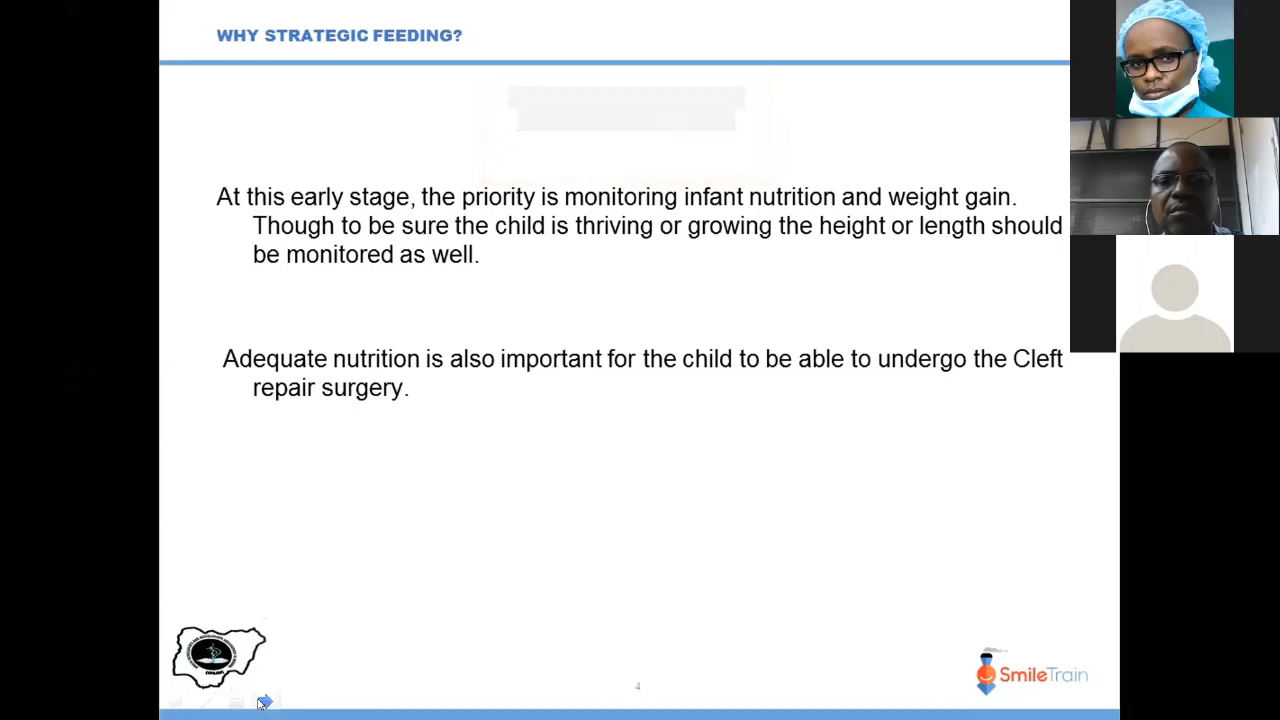 WHY STRATEGIC FEEDING?
At this early stage, the priority is monitoring infant nutrition and weight gain.
Though to be sure the child is thriving or growing the height or length should
be monitored as well.
Adequate nutrition is also important for the child to be able to undergo the Cleft
repair surgery.
SmileTrain
4